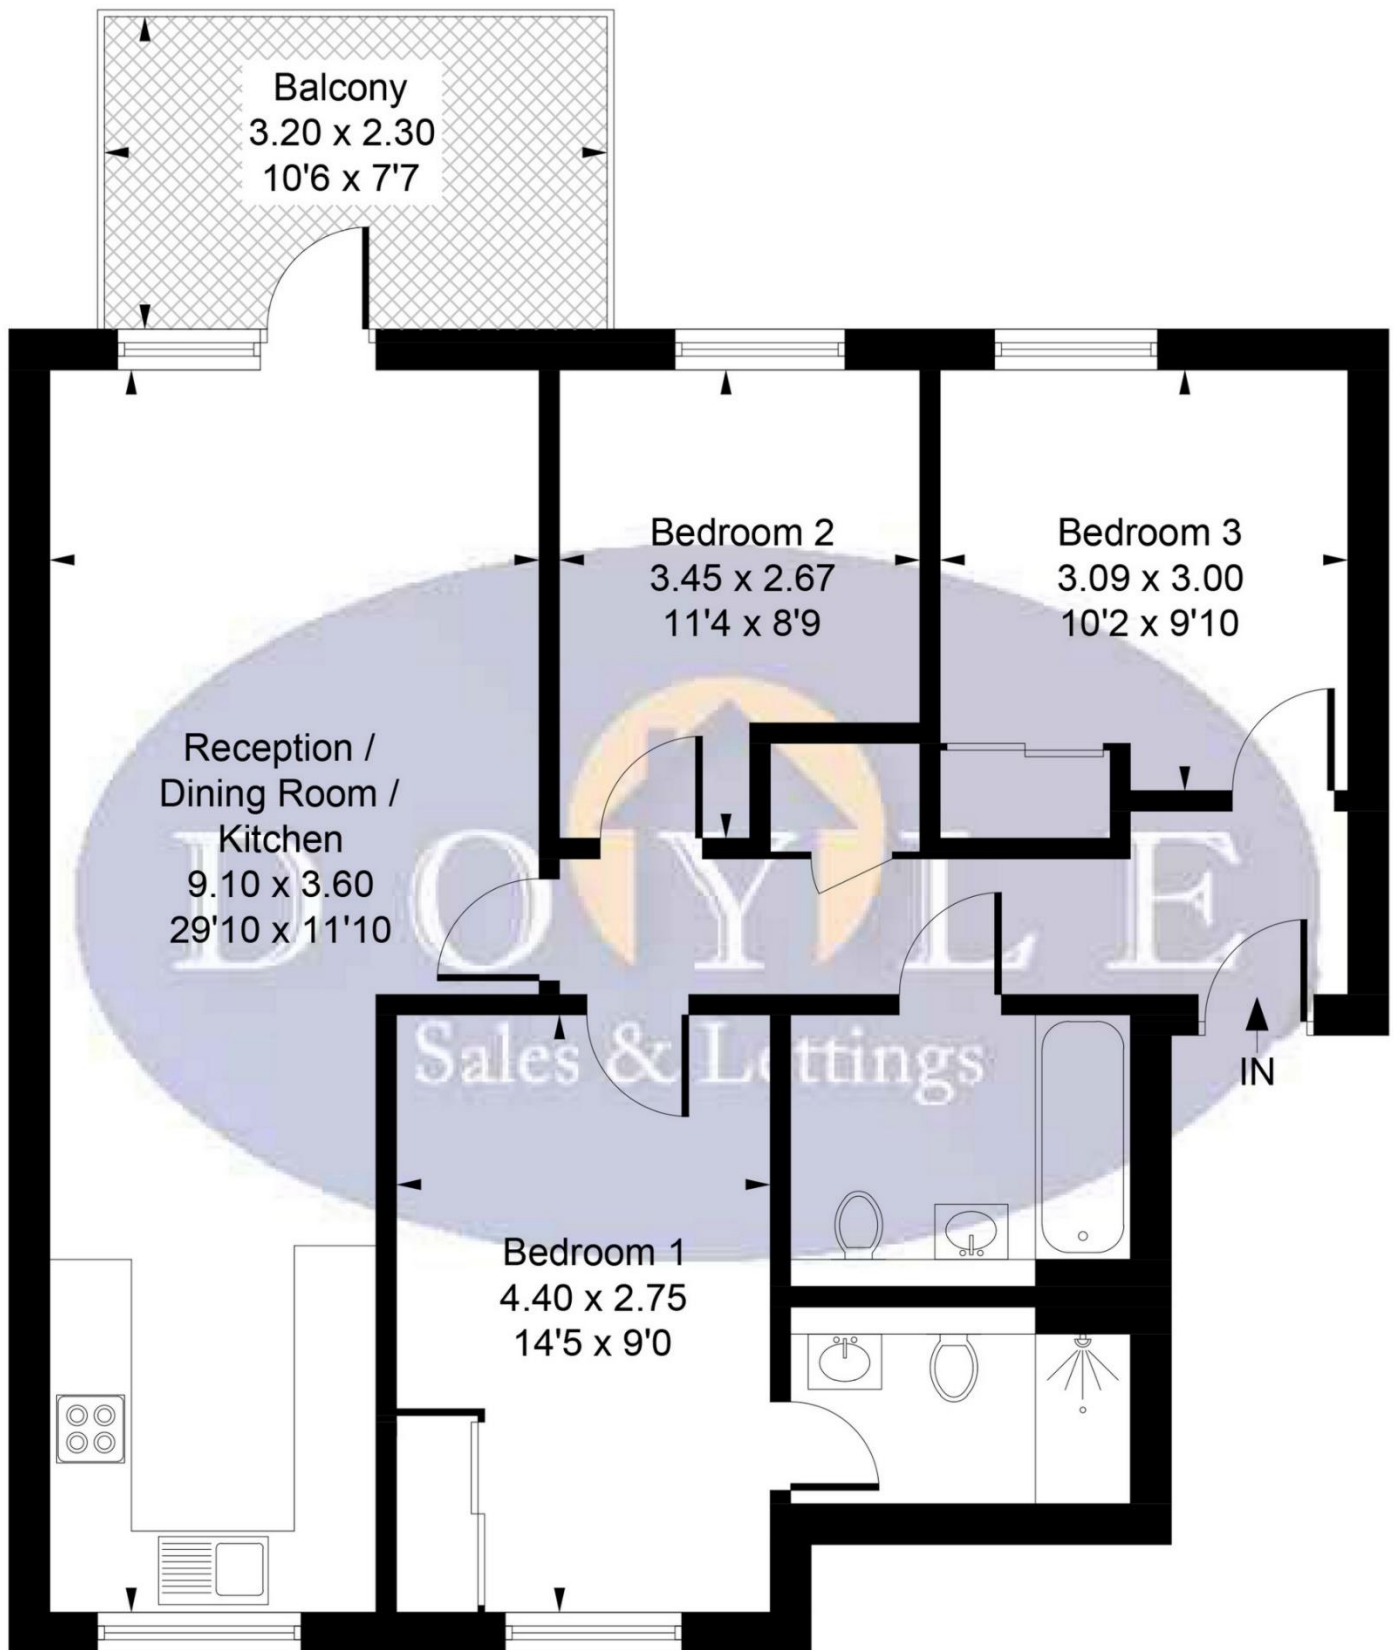 Balcony
3.20 x 2.30
10'6 x 7'7
Bedroom 2
3.45 x 2.67
11'4 x 8'9
Bedroom 3
3.09 x 3.00
10'2 x 9'10
Reception /
Dining Room /
Kitchen
9.10 x 3.60
29'10 x 11'10
DOYLE
Sales & Lettings
IN
Bedroom 1
4.40 x 2.75
14'5 x 9'0